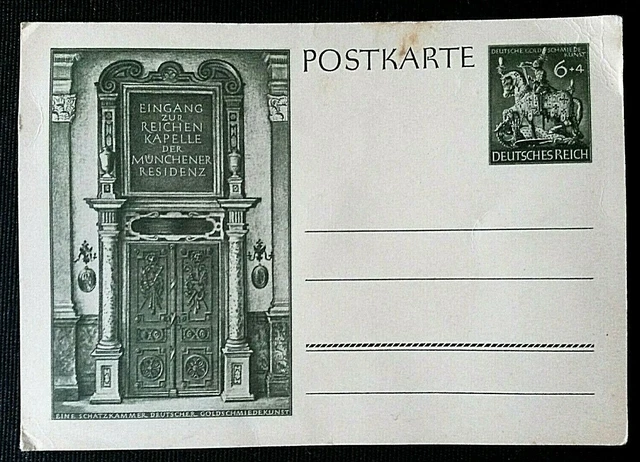 EINGANG
ZUR
REICHEN
KAPELLE
DER
MÜNCHENER
RESIDENZ
EINE SCHATZKAMMER DEUTSCHER GOLDSCHMIEDEKUNST
POSTKARTE
DEUTSCHE GOLDSCHMIEDE-
KUNST
6+4
DEUTSCHES REICH